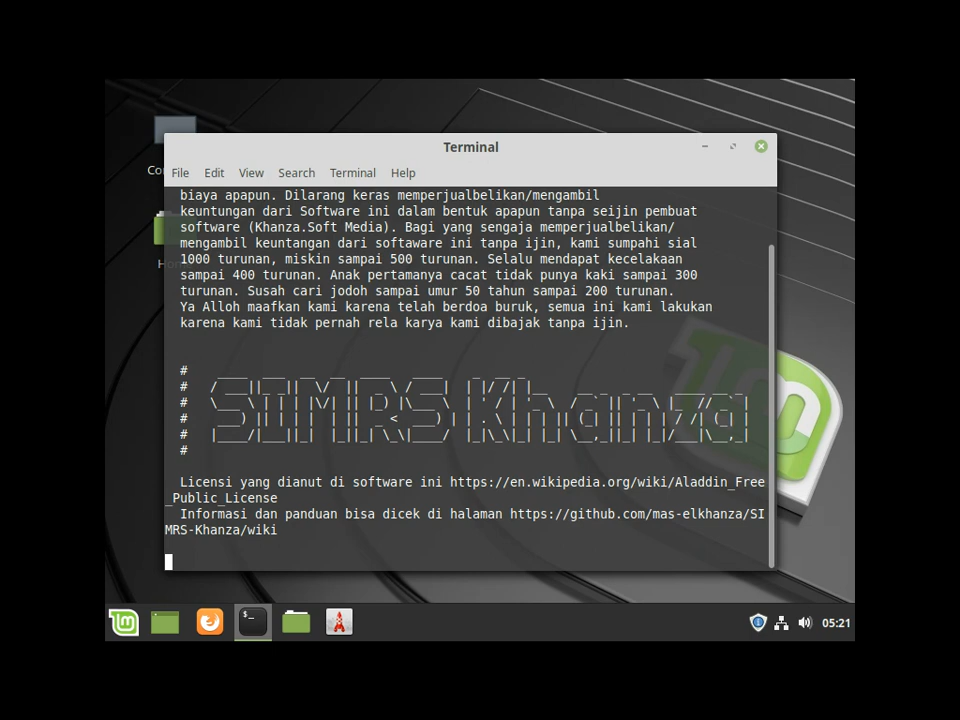 Terminal
File Edit View Search Terminal Help
biaya apapun. Dilarang keras memperjualbelikan/mengambil
keuntungan dari Software ini dalam bentuk apapun tanpa seijin pembuat
software (Khanza.Soft Media). Bagi yang sengaja memperjualbelikan/
mengambil keuntangan dari softaware ini tanpa ijin, kami sumpahi sial
1000 turunan, miskin sampai 500 turunan. Selalu mendapat kecelakaan
sampai 400 turunan. Anak pertamanya cacat tidak punya kaki sampai 300
turunan. Susah cari jodoh sampai umur 50 tahun sampai 200 turunan.
Ya Alloh maafkan kami karena telah berdoa buruk, semua ini kami lakukan
karena kami tidak pernah rela karya kami dibajak tanpa ijin.
SIMRS Khanza
Licensi yang dianut di software ini https://en.wikipedia.org/wiki/Aladdin_Free
_Public_License
Informasi dan panduan bisa dicek di halaman https://github.com/mas-elkhanza/SI
MRS-Khanza/wiki
05:21